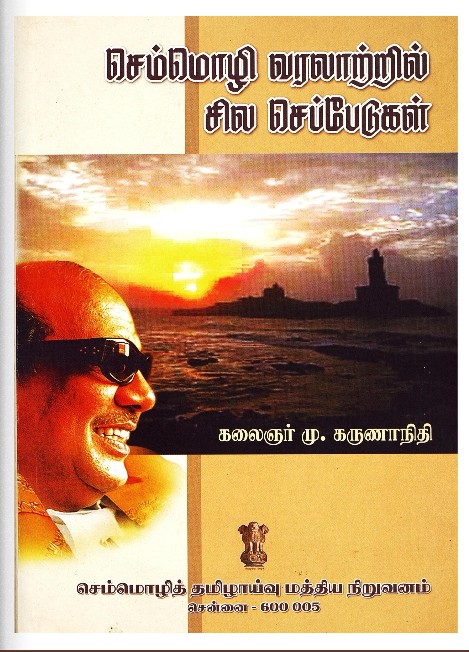 செம்மொழி வரலாற்றில்
சில செப்பேடுகள்
கலைஞர் மு. கருணாநிதி
செம்மொழித் தமிழாய்வு மத்திய நிறுவனம்
சென்னை - 600 005